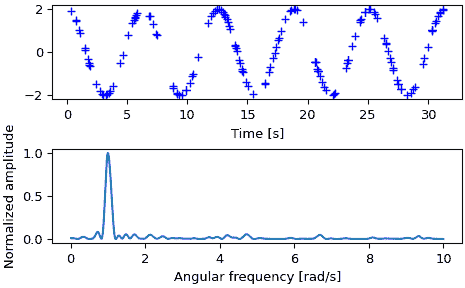 2
0
−2
0 5 10 15 20 25 30
Time [s]
Normalized amplitude
1.0
0.5
0.0
0 2 4 6 8 10
Angular frequency [rad/s]